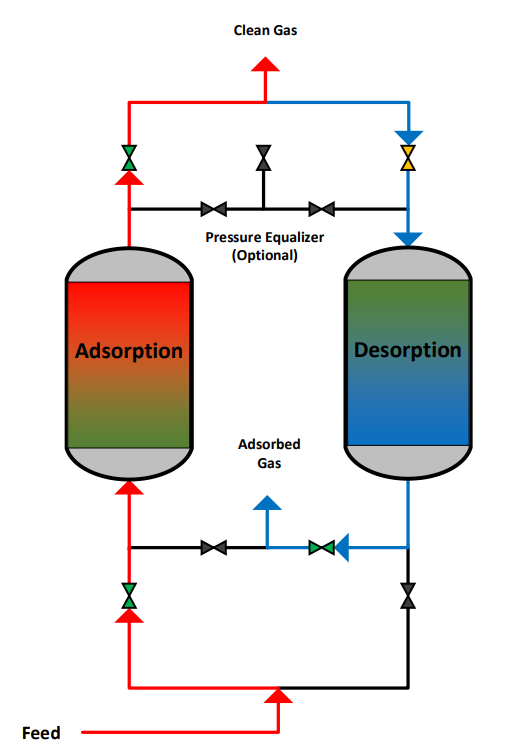 Clean Gas
Pressure Equalizer
(Optional)
Adsorption
Desorption
Adsorbed
Gas
Feed